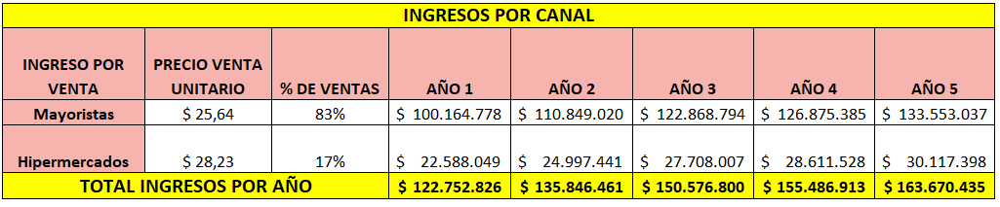 INGRESOS POR CANAL
INGRESO POR VENTA PRECIO VENTA UNITARIO % DE VENTAS AÑO 1 AÑO 2 AÑO 3 AÑO 4 AÑO 5
Mayoristas $ 25,64 83% $ 100.164.778 $ 110.849.020 $ 122.868.794 $ 126.875.385 $ 133.553.037
Hipermercados $ 28,23 17% $ 22.588.049 $ 24.997.441 $ 27.708.007 $ 28.611.528 $ 30.117.398
TOTAL INGRESOS POR AÑO $ 122.752.826 $ 135.846.461 $ 150.576.800 $ 155.486.913 $ 163.670.435